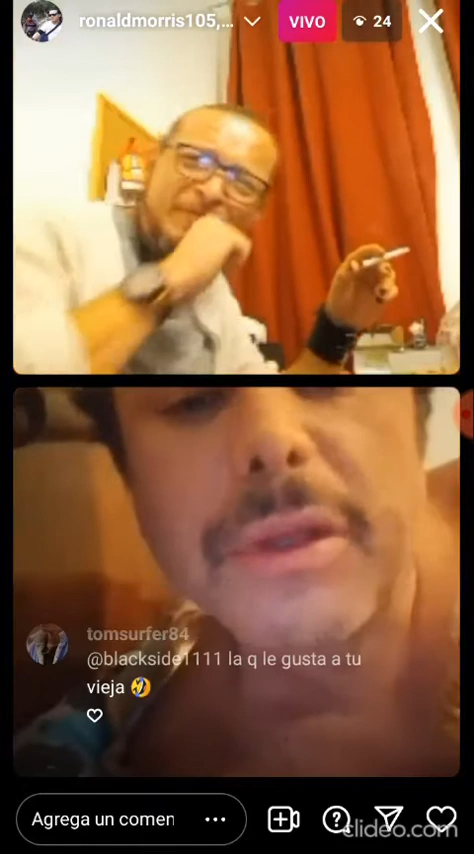 ronaldmorris105,...
VIVO
24
tomsurfer84
@blackside1111 la q le gusta a tu
vieja 🤣
Agrega un comen
clideo.com